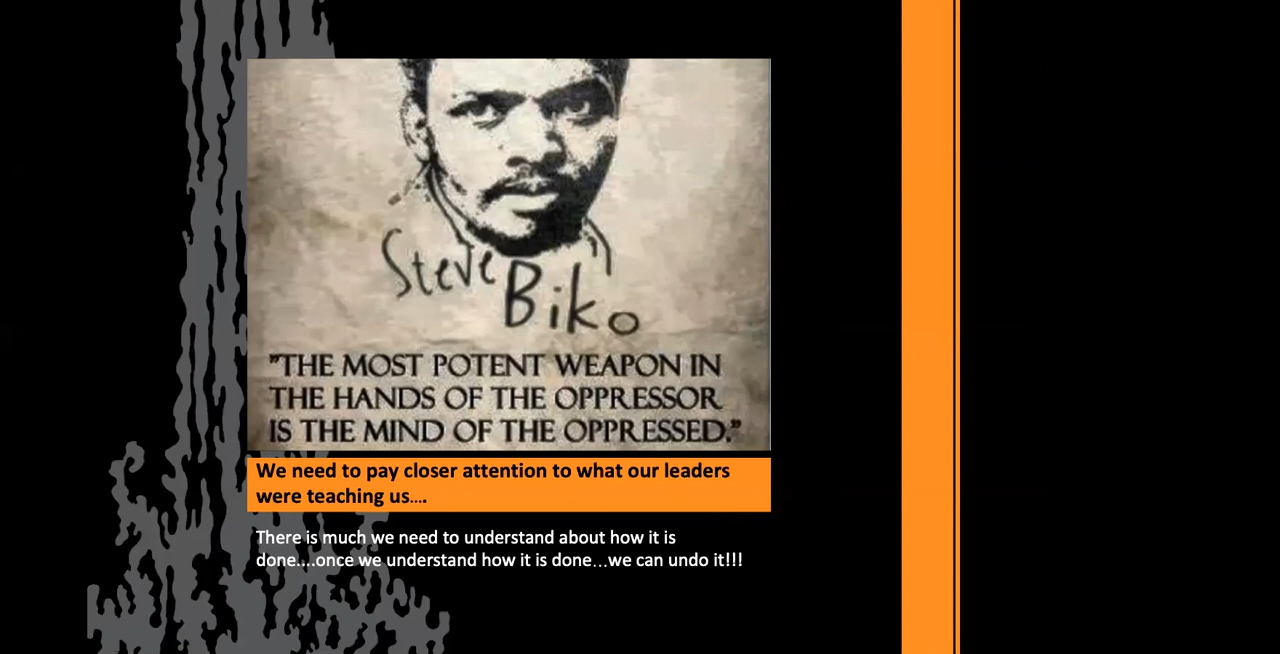 Steve Biko
"THE MOST POTENT WEAPON IN
THE HANDS OF THE OPPRESSOR
IS THE MIND OF THE OPPRESSED."
We need to pay closer attention to what our leaders
were teaching us….
There is much we need to understand about how it is
done....once we understand how it is done…we can undo it!!!